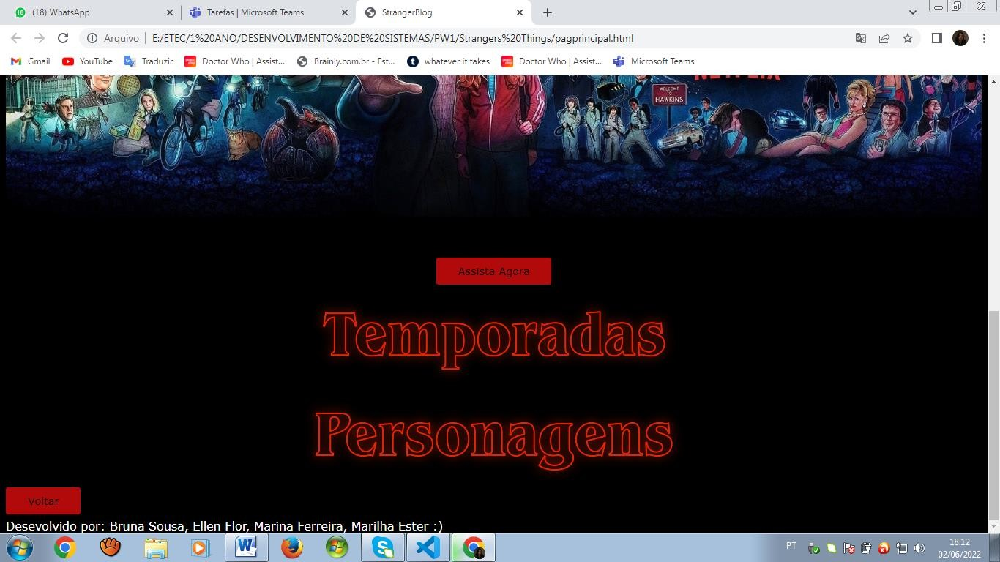 18
(18) WhatsApp
Tarefas | Microsoft Teams
StrangerBlog
Arquivo
E:/ETEC/1%20ANO/DESENVOLVIMENTO%20DE%20SISTEMAS/PW1/Strangers%20Things/pagprincipal.html
Gmail
YouTube
Traduzir
Doctor Who | Assist...
Brainly.com.br - Est...
whatever it takes
Doctor Who | Assist...
Microsoft Teams
NETFLIX
WELCOME
TO
HAWKINS
Assista Agora
Temporadas
Personagens
Voltar
Desevolvido por: Bruna Sousa, Ellen Flor, Marina Ferreira, Marilha Ester :)
PT
18:12
02/06/2022